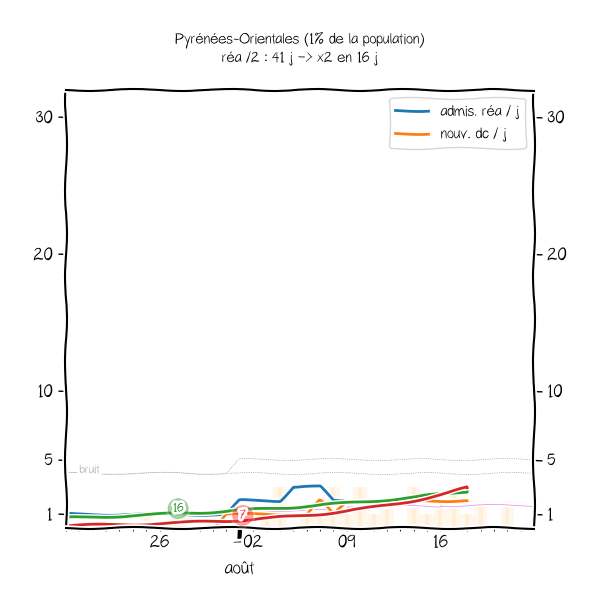 Pyrénées-Orientales (1% de la population)
réa /2 : 41 j -> x2 en 16 j
admis. réa / j
nouv. dc / j
30
30
20
20
10
10
5
5
bruit
16
7
1
1
26
02
09
16
août